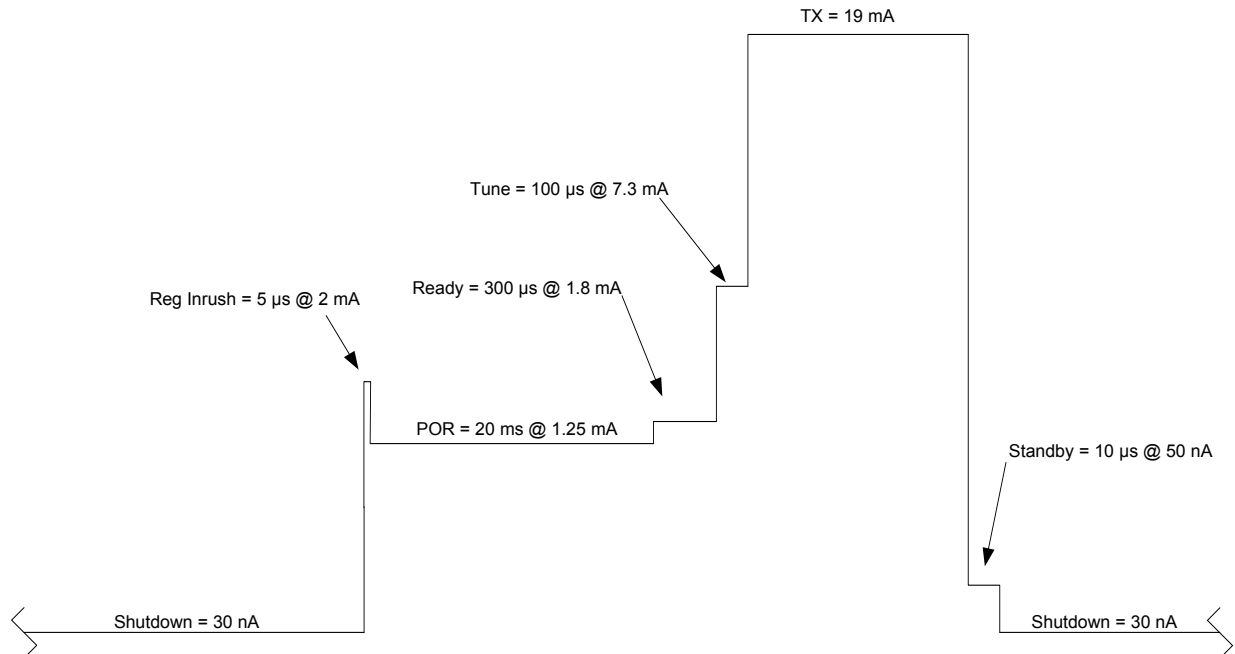 TX = 19 mA
Tune = 100 µs @ 7.3 mA
Ready = 300 µs @ 1.8 mA
Reg Inrush = 5 µs @ 2 mA
POR = 20 ms @ 1.25 mA
Standby = 10 µs @ 50 nA
Shutdown = 30 nA
Shutdown = 30 nA